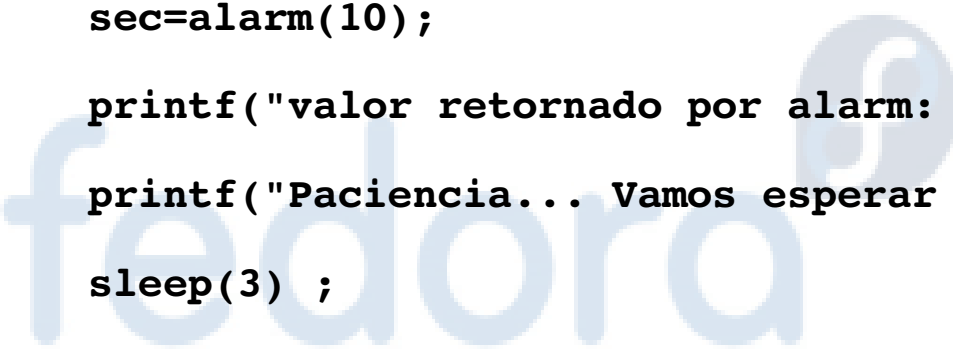 sec=alarm(10);
printf("valor retornado por alarm:
printf("Paciencia... Vamos esperar
sleep(3) ;
fedora